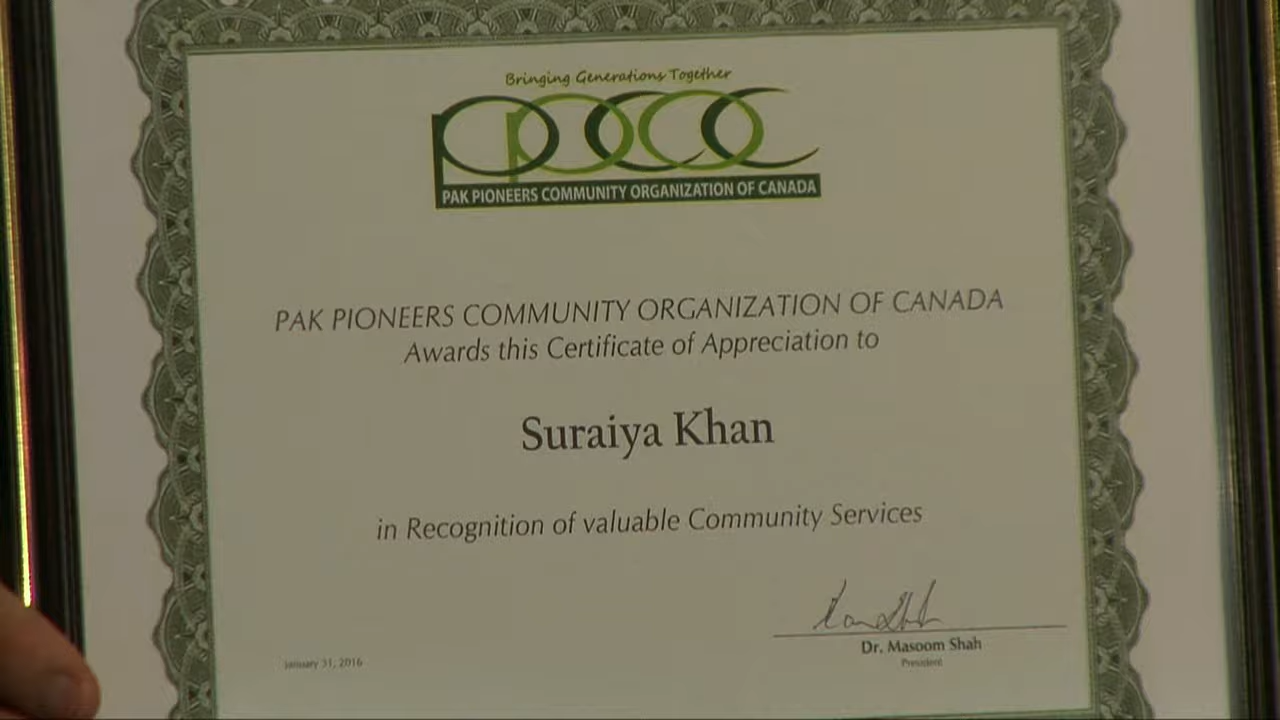 Bringing Generations Together
ppcoc
PAK PIONEERS COMMUNITY ORGANIZATION OF CANADA
PAK PIONEERS COMMUNITY ORGANIZATION OF CANADA
Awards this Certificate of Appreciation to
Suraiya Khan
in Recognition of valuable Community Services
Dr. Masoom Shah
President
January 31, 2016